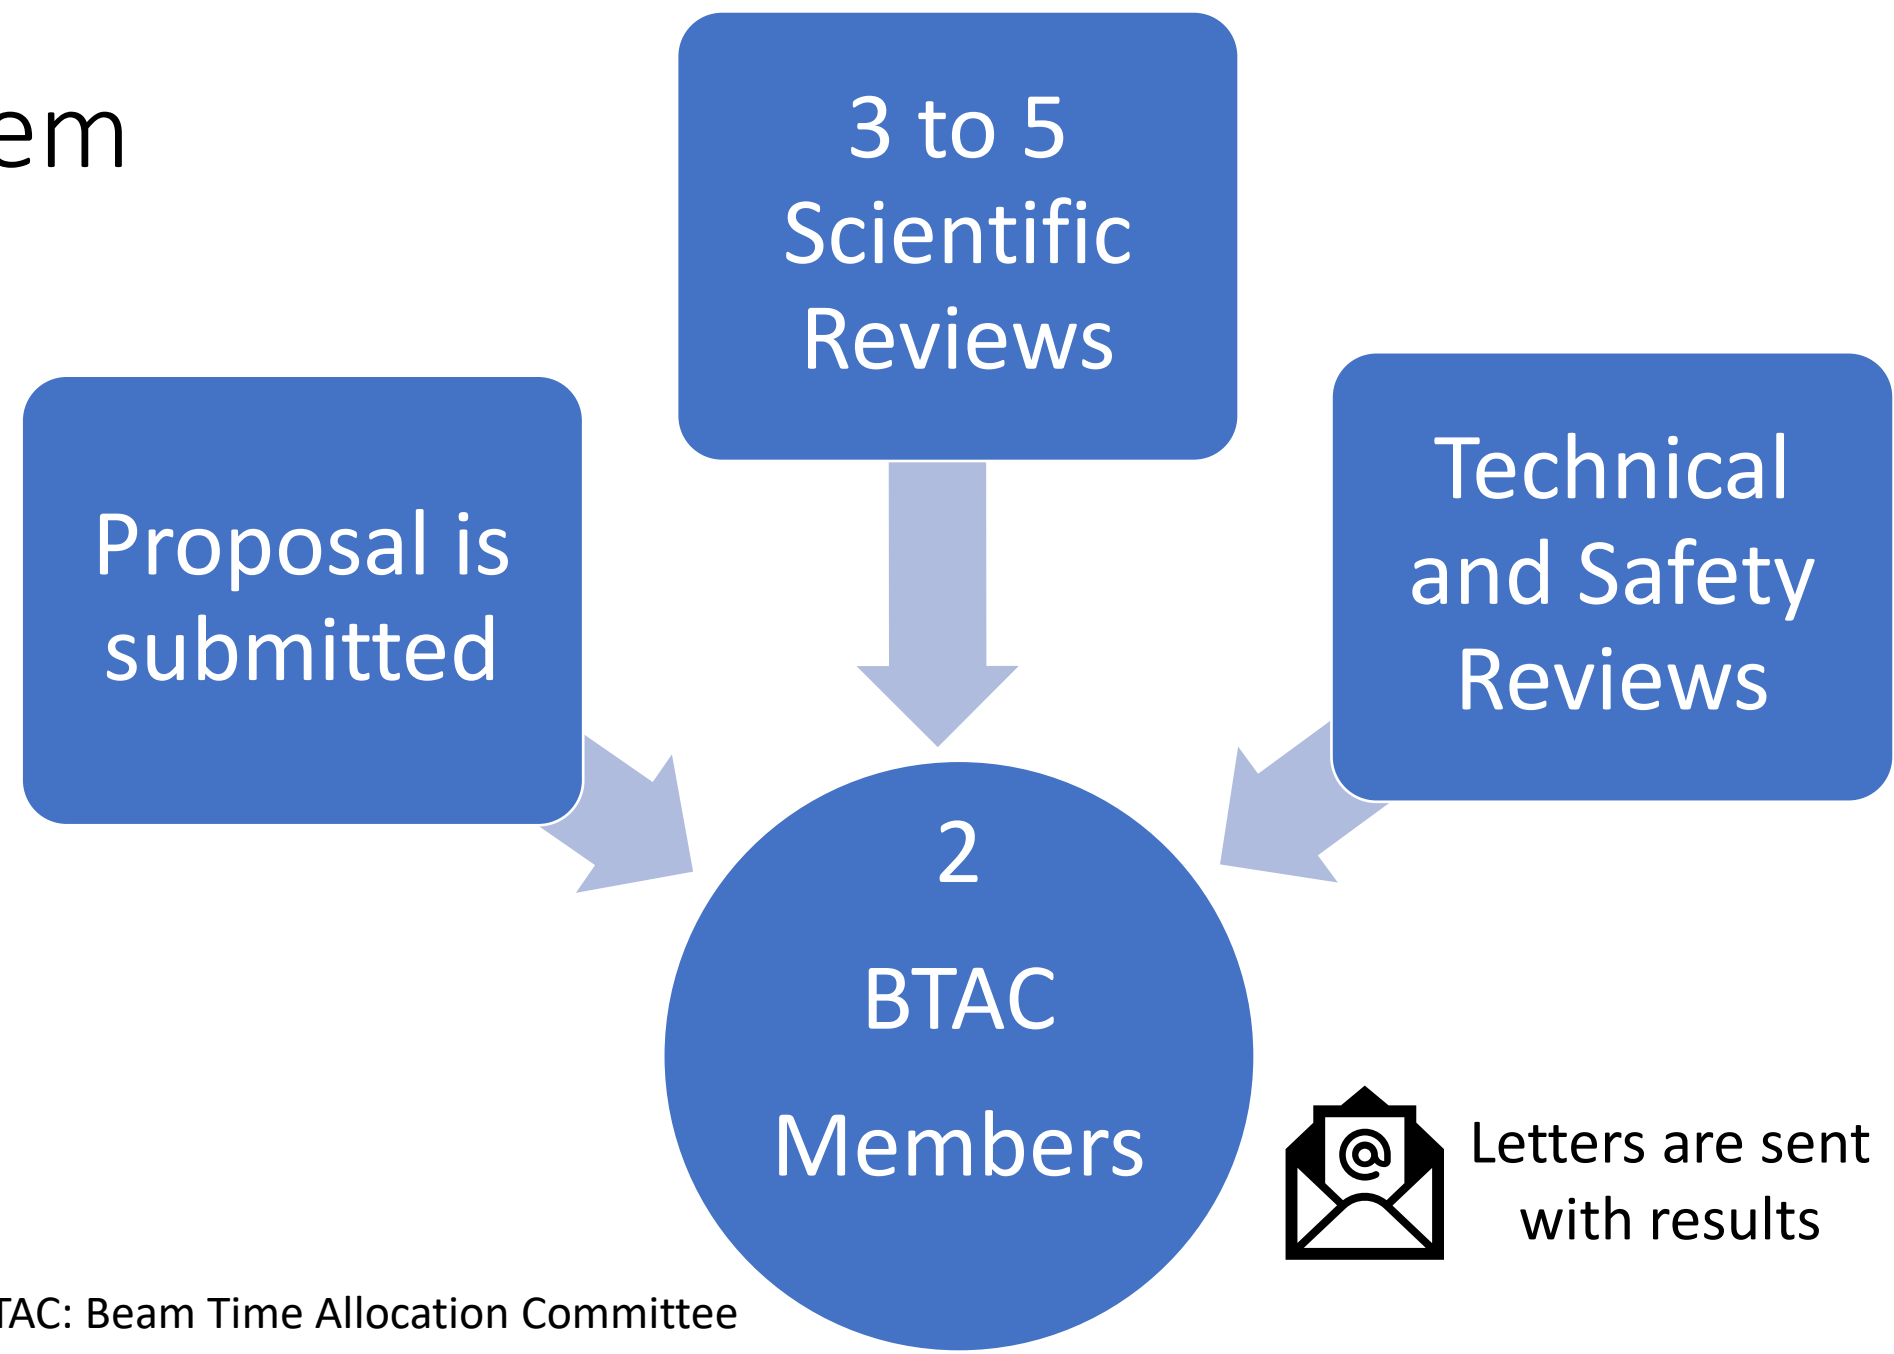 em
Proposal is
submitted
3 to 5
Scientific
Reviews
Technical
and Safety
Reviews
2
BTAC
Members
@
Letters are sent
with results
TAC: Beam Time Allocation Committee